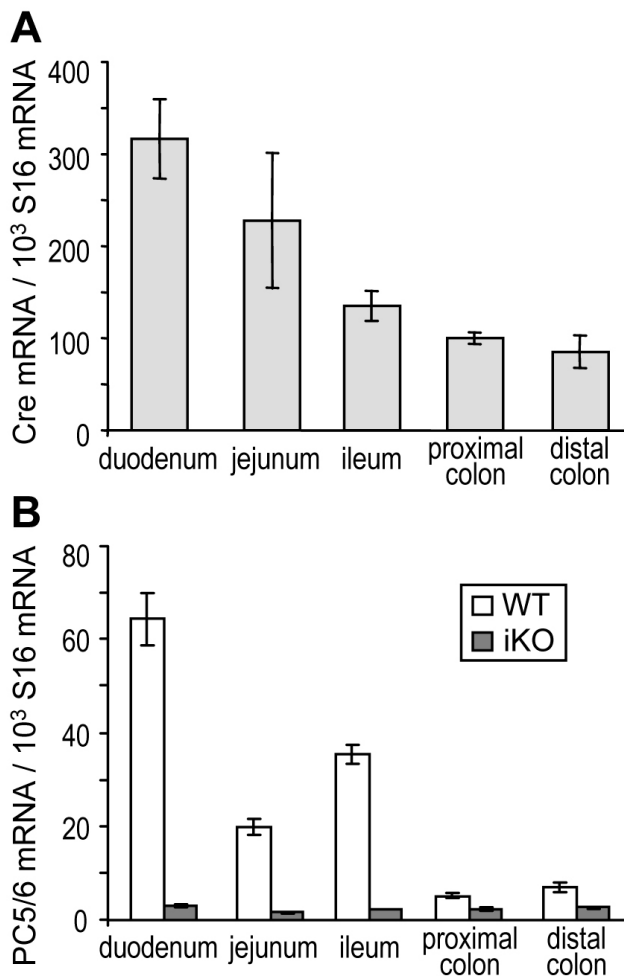 A
Cre mRNA / 10³ S16 mRNA
400
300
200
100
0
duodenum jejunum ileum proximal colon distal colon
B
PC5/6 mRNA / 10³ S16 mRNA
80
60
40
20
0
WT
iKO
duodenum jejunum ileum proximal colon distal colon